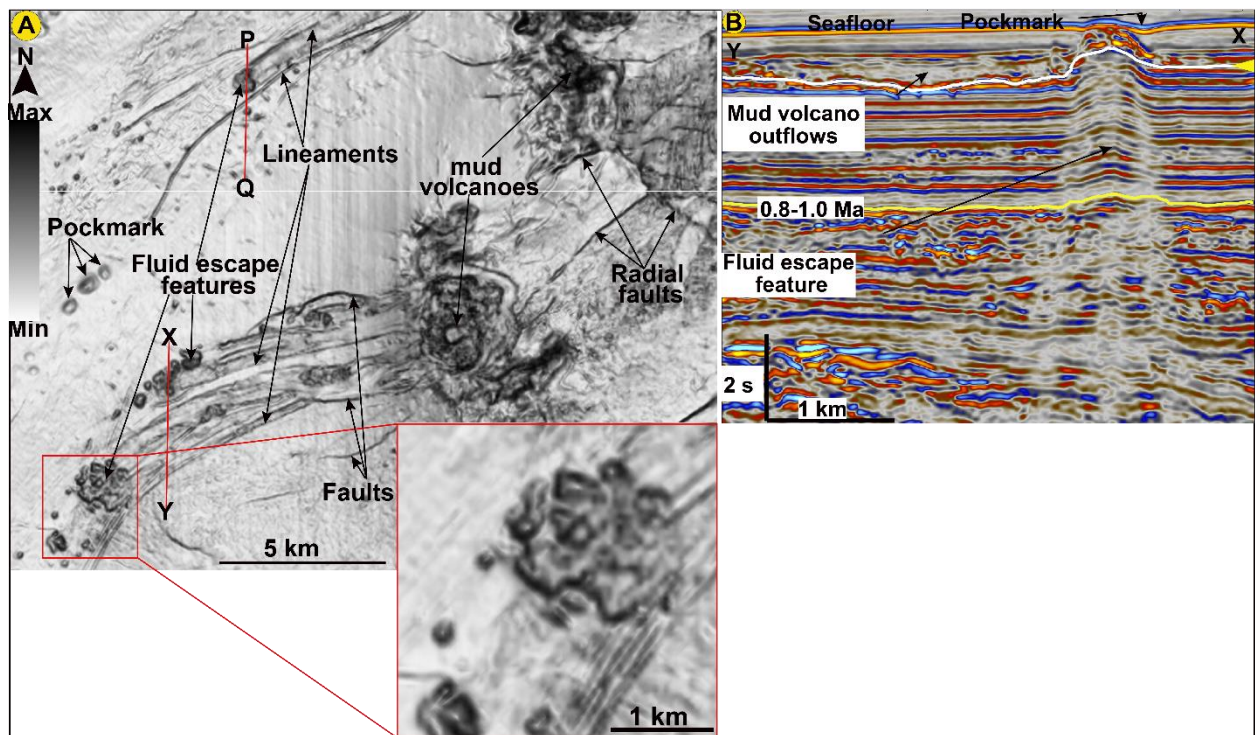 A
N
Max
Min
P
Q
Lineaments
mud
volcanoes
Pockmark
Fluid escape
features
Radial
faults
X
Y
Faults
5 km
1 km
B
Seafloor
Pockmark
Y
X
Mud volcano
outflows
0.8-1.0 Ma
Fluid escape
feature
2 s
1 km